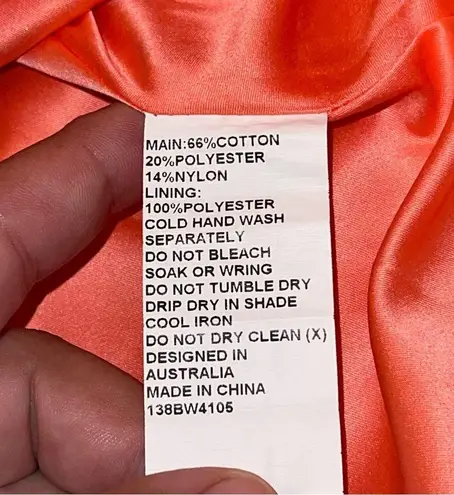 MAIN:66%COTTON
20%POLYESTER
14%NYLON
LINING:
100%POLYESTER
COLD HAND WASH
SEPARATELY
DO NOT BLEACH
SOAK OR WRING
DO NOT TUMBLE DRY
DRIP DRY IN SHADE
COOL IRON
DO NOT DRY CLEAN (X)
DESIGNED IN
AUSTRALIA
MADE IN CHINA
138BW4105